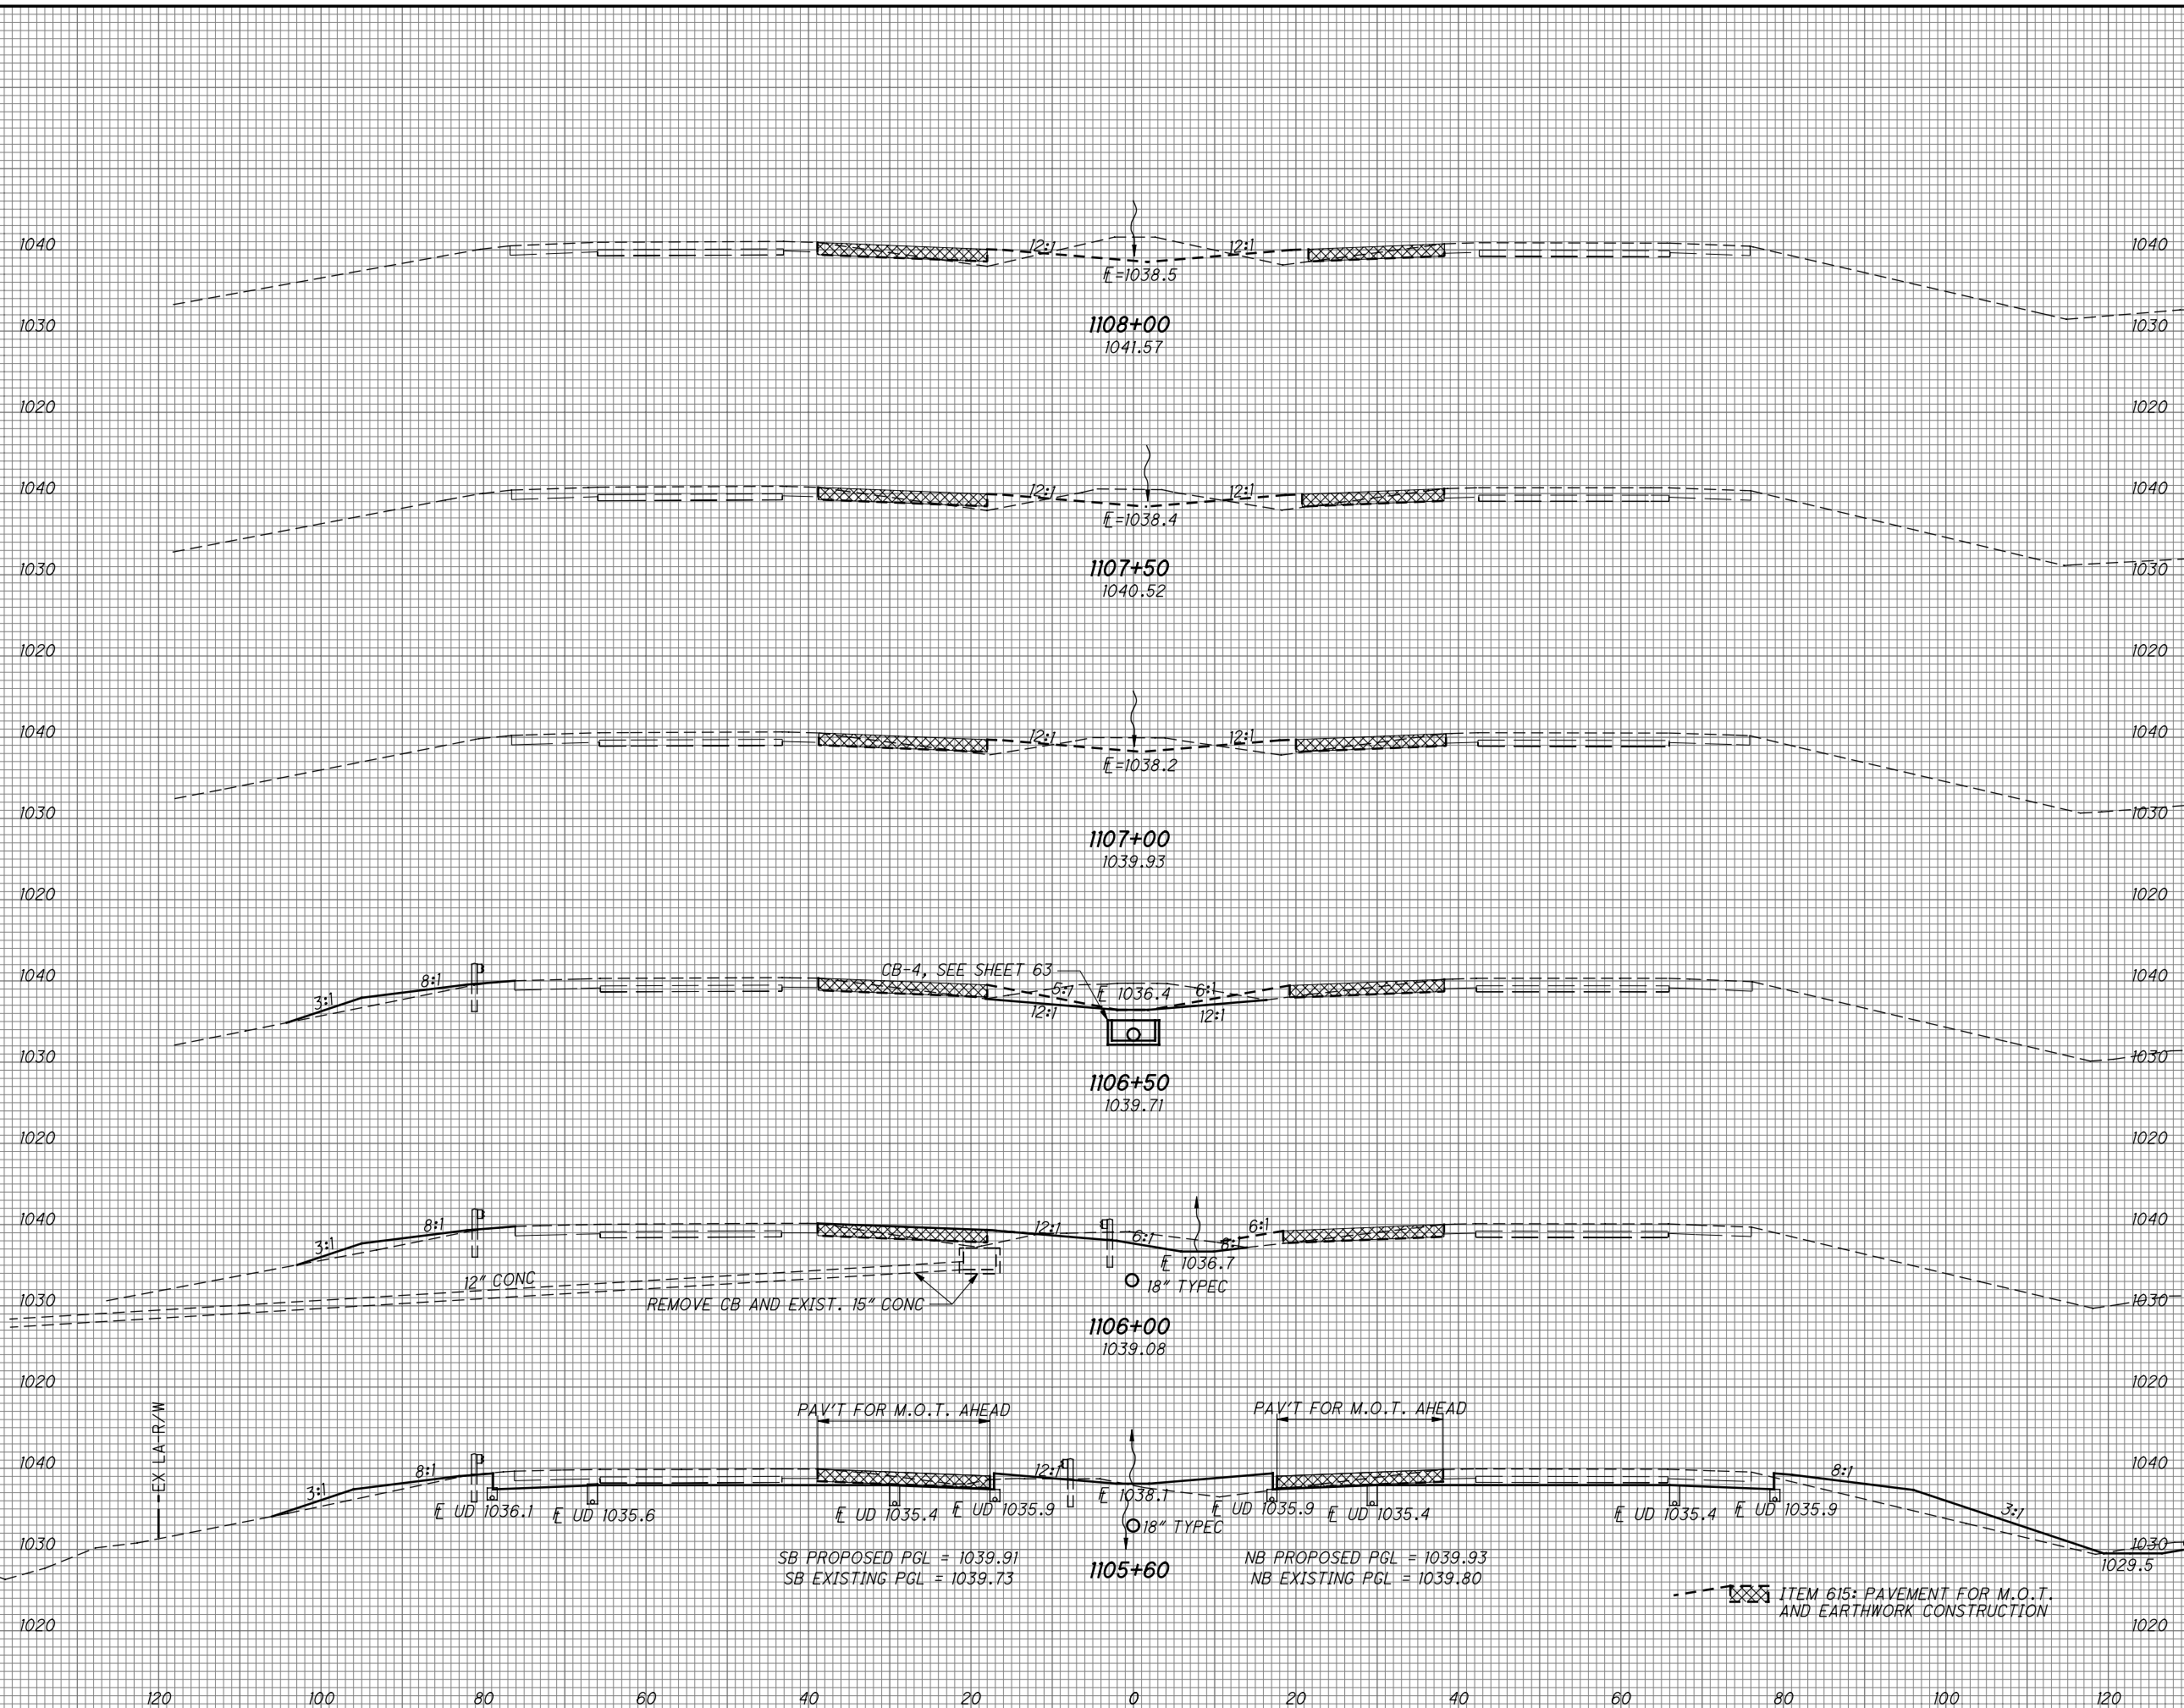 1040 12:1 12:1 1040
℄=1038.5
1030 1108+00 1030
1041.57
1020 1020
1040 12:1 12:1 1040
℄=1038.4
1030 1107+50 1030
1040.52
1020 1020
1040 12:1 12:1 1040
℄=1038.2
1030 1107+00 1030
1039.93
1020 1020
CB-4, SEE SHEET 63
1040 8:1 1040
3:1 5:1 ℄ 1036.4 6:1
12:1 12:1
1030 1030
1106+50
1039.71
1020 1020
1040 8:1 12:1 6:1 1040
3:1 6:1 8:1
℄ 1036.7
12" CONC 18" TYPEC
1030 REMOVE CB AND EXIST. 15" CONC 1030
1106+00
1039.08
1020 1020
PAV'T FOR M.O.T. AHEAD PAV'T FOR M.O.T. AHEAD
EX LA-R/W
1040 8:1 12:1 8:1 1040
3:1 ℄ 1038.1 3:1
℄ UD 1036.1 ℄ UD 1035.6 ℄ UD 1035.4 ℄ UD 1035.9 ℄ UD 1035.9 ℄ UD 1035.4 ℄ UD 1035.4 ℄ UD 1035.9
18" TYPEC
1030 1030
SB PROPOSED PGL = 1039.91 NB PROPOSED PGL = 1039.93
1105+60 1029.5
SB EXISTING PGL = 1039.73 NB EXISTING PGL = 1039.80
ITEM 615: PAVEMENT FOR M.O.T.
AND EARTHWORK CONSTRUCTION
1020 1020
120 100 80 60 40 20 0 20 40 60 80 100 120